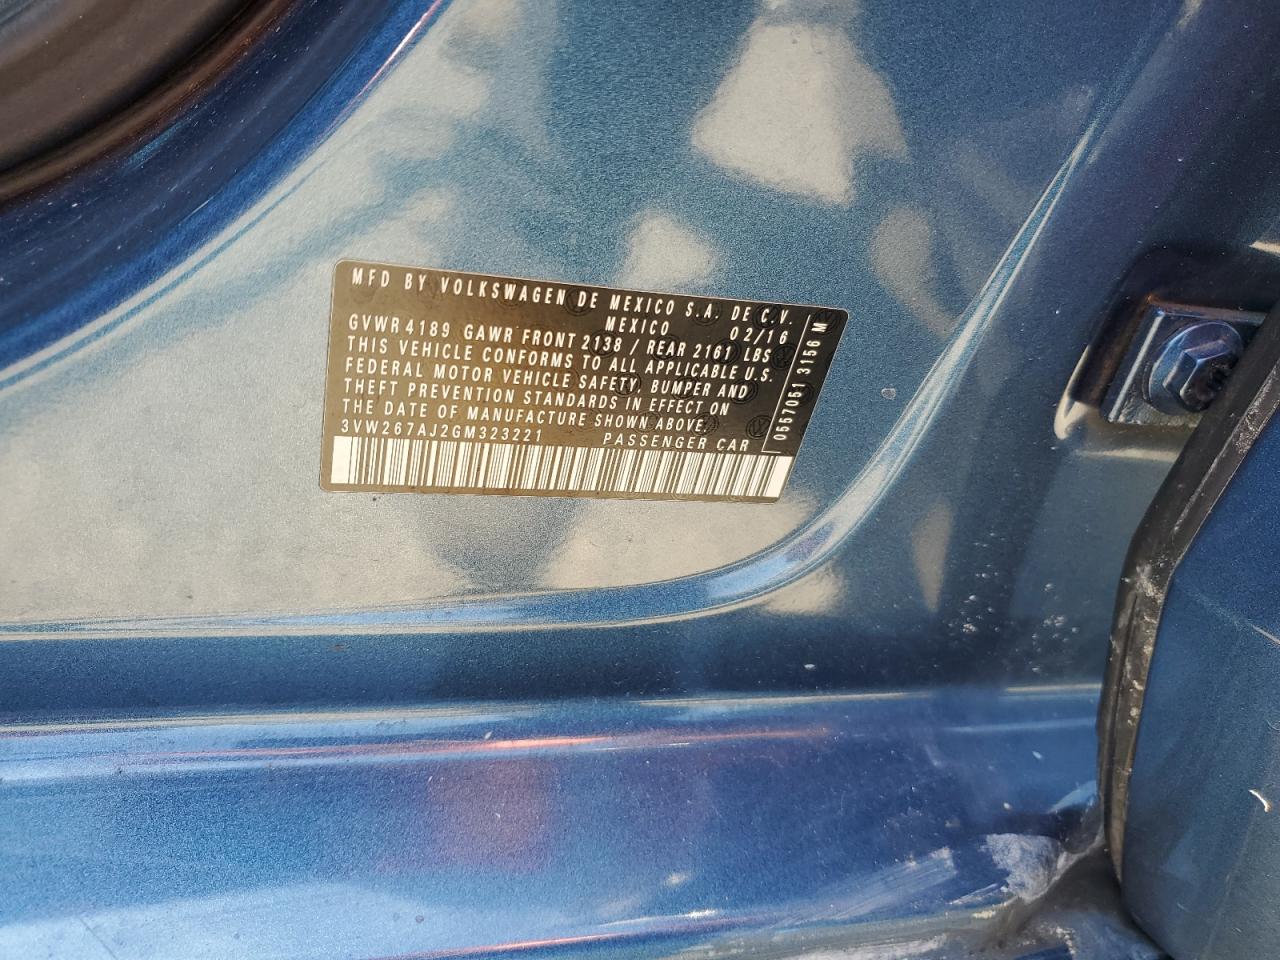 MFD BY VOLKSWAGEN DE MEXICO S.A. DE C.V.
MEXICO 02/16
GVWR 4189 GAWR FRONT 2138 / REAR 2161 LBS
THIS VEHICLE CONFORMS TO ALL APPLICABLE U.S.
FEDERAL MOTOR VEHICLE SAFETY, BUMPER AND
THEFT PREVENTION STANDARDS IN EFFECT ON
THE DATE OF MANUFACTURE SHOWN ABOVE.
3VW267AJ2GM323221 PASSENGER CAR
0557051 3156 M